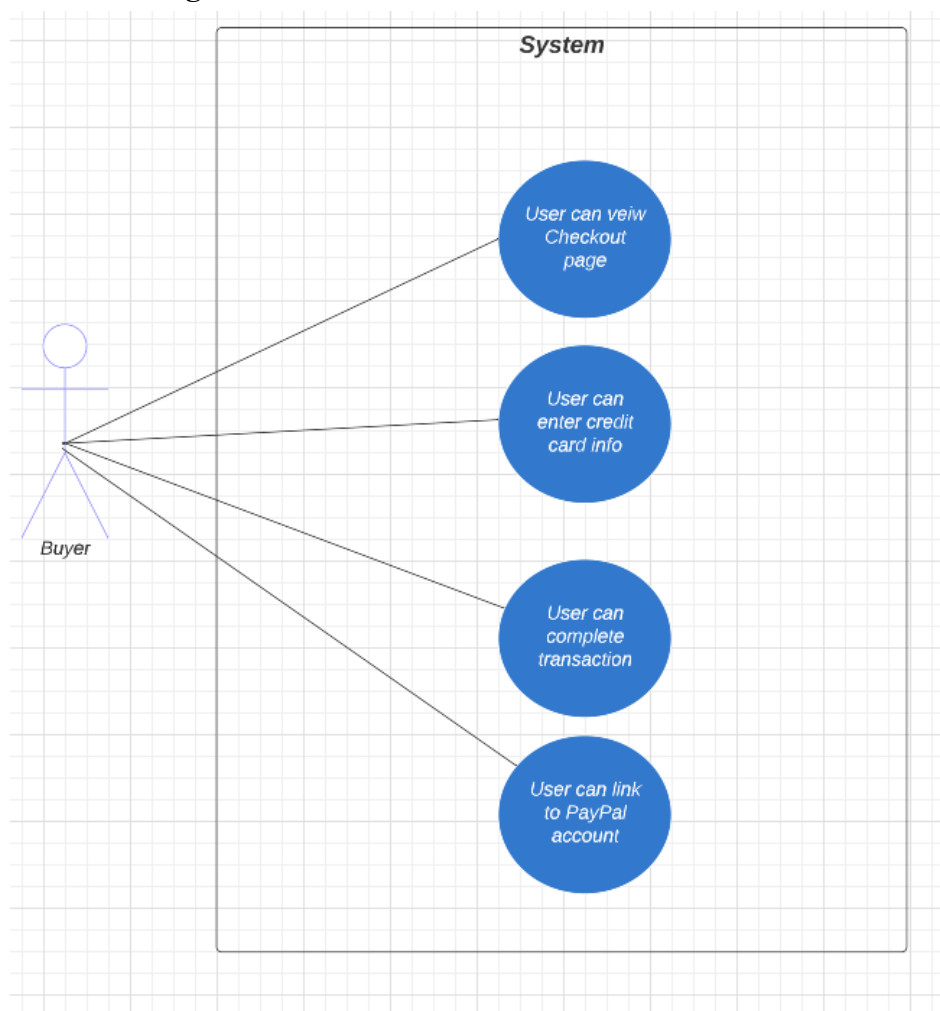 System
User can veiw
Checkout
page
User can
enter credit
card info
Buyer
User can
complete
transaction
User can link
to PayPal
account